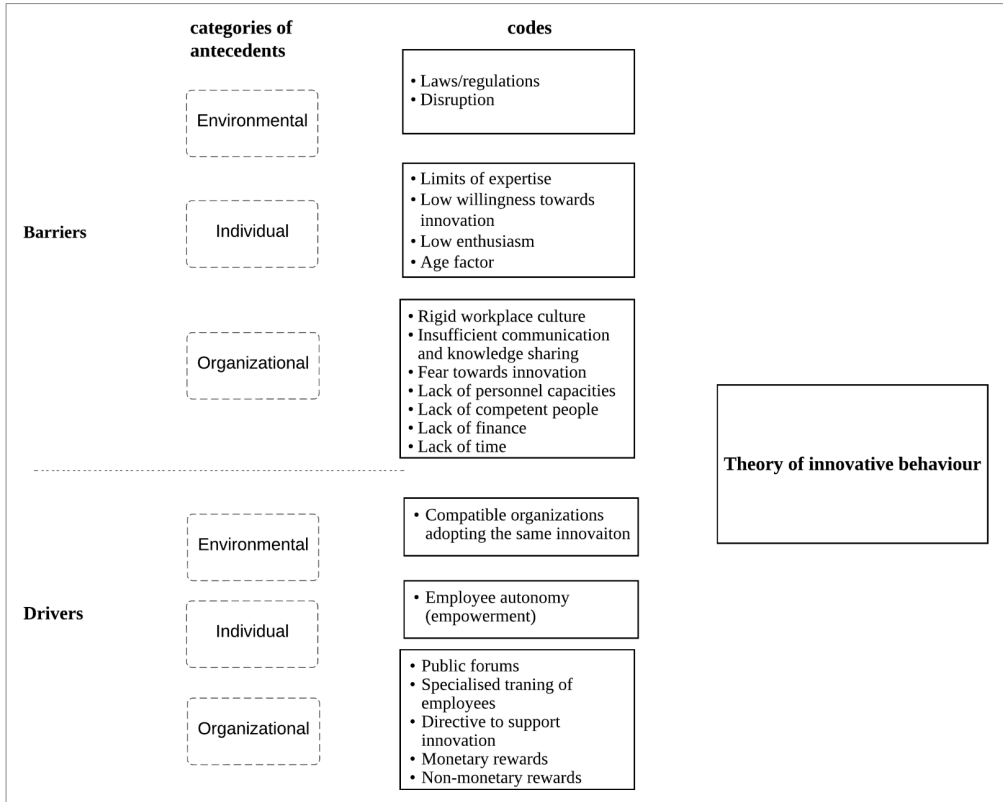 categories of
antecedents
codes
Barriers
Environmental
• Laws/regulations
• Disruption
Individual
• Limits of expertise
• Low willingness towards
innovation
• Low enthusiasm
• Age factor
Organizational
• Rigid workplace culture
• Insufficient communication
and knowledge sharing
• Fear towards innovation
• Lack of personnel capacities
• Lack of competent people
• Lack of finance
• Lack of time
Drivers
Environmental
• Compatible organizations
adopting the same innovaiton
Individual
• Employee autonomy
(empowerment)
Organizational
• Public forums
• Specialised traning of
employees
• Directive to support
innovation
• Monetary rewards
• Non-monetary rewards
Theory of innovative behaviour